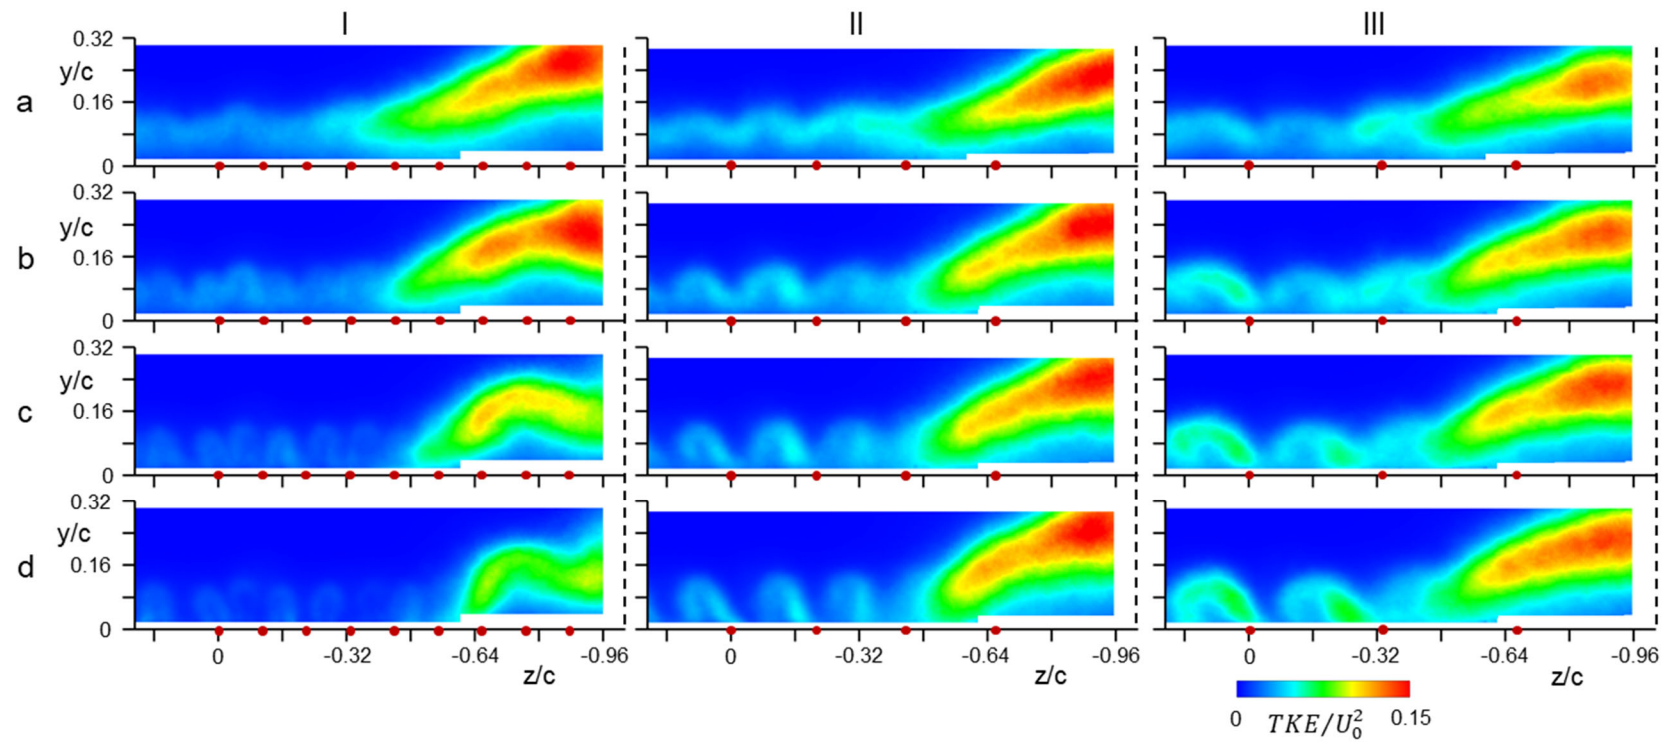 I II III
0.32
y/c
a 0.16
0
0.32
y/c
b 0.16
0
0.32
y/c
c 0.16
0
0.32
y/c
d 0.16
0
0 -0.32 -0.64 -0.96 0 -0.32 -0.64 -0.96 0 -0.32 -0.64 -0.96
z/c z/c z/c
0 TKE/U₀² 0.15